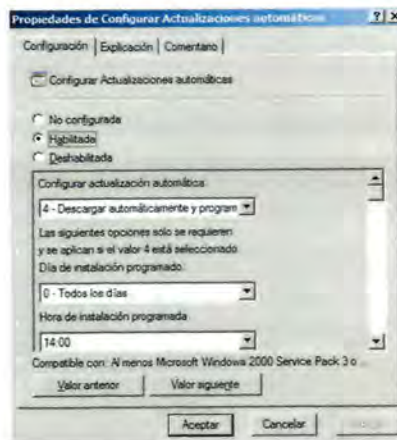 Propiedades de Configurar Actualizaciones automáticas
Configuración Explicación Comentario
Configurar Actualizaciones automáticas
No configurada
Habilitada
Deshabilitada
Configurar actualización automática:
4 - Descargar automáticamente y program
Las siguientes opciones solo se requieren
y se aplican si el valor 4 está seleccionado.
Día de instalación programado:
0 - Todos los días
Hora de instalación programada
14:00
Compatible con: Al menos Microsoft Windows 2000 Service Pack 3 o ...
Valor anterior Valor siguiente
Aceptar Cancelar